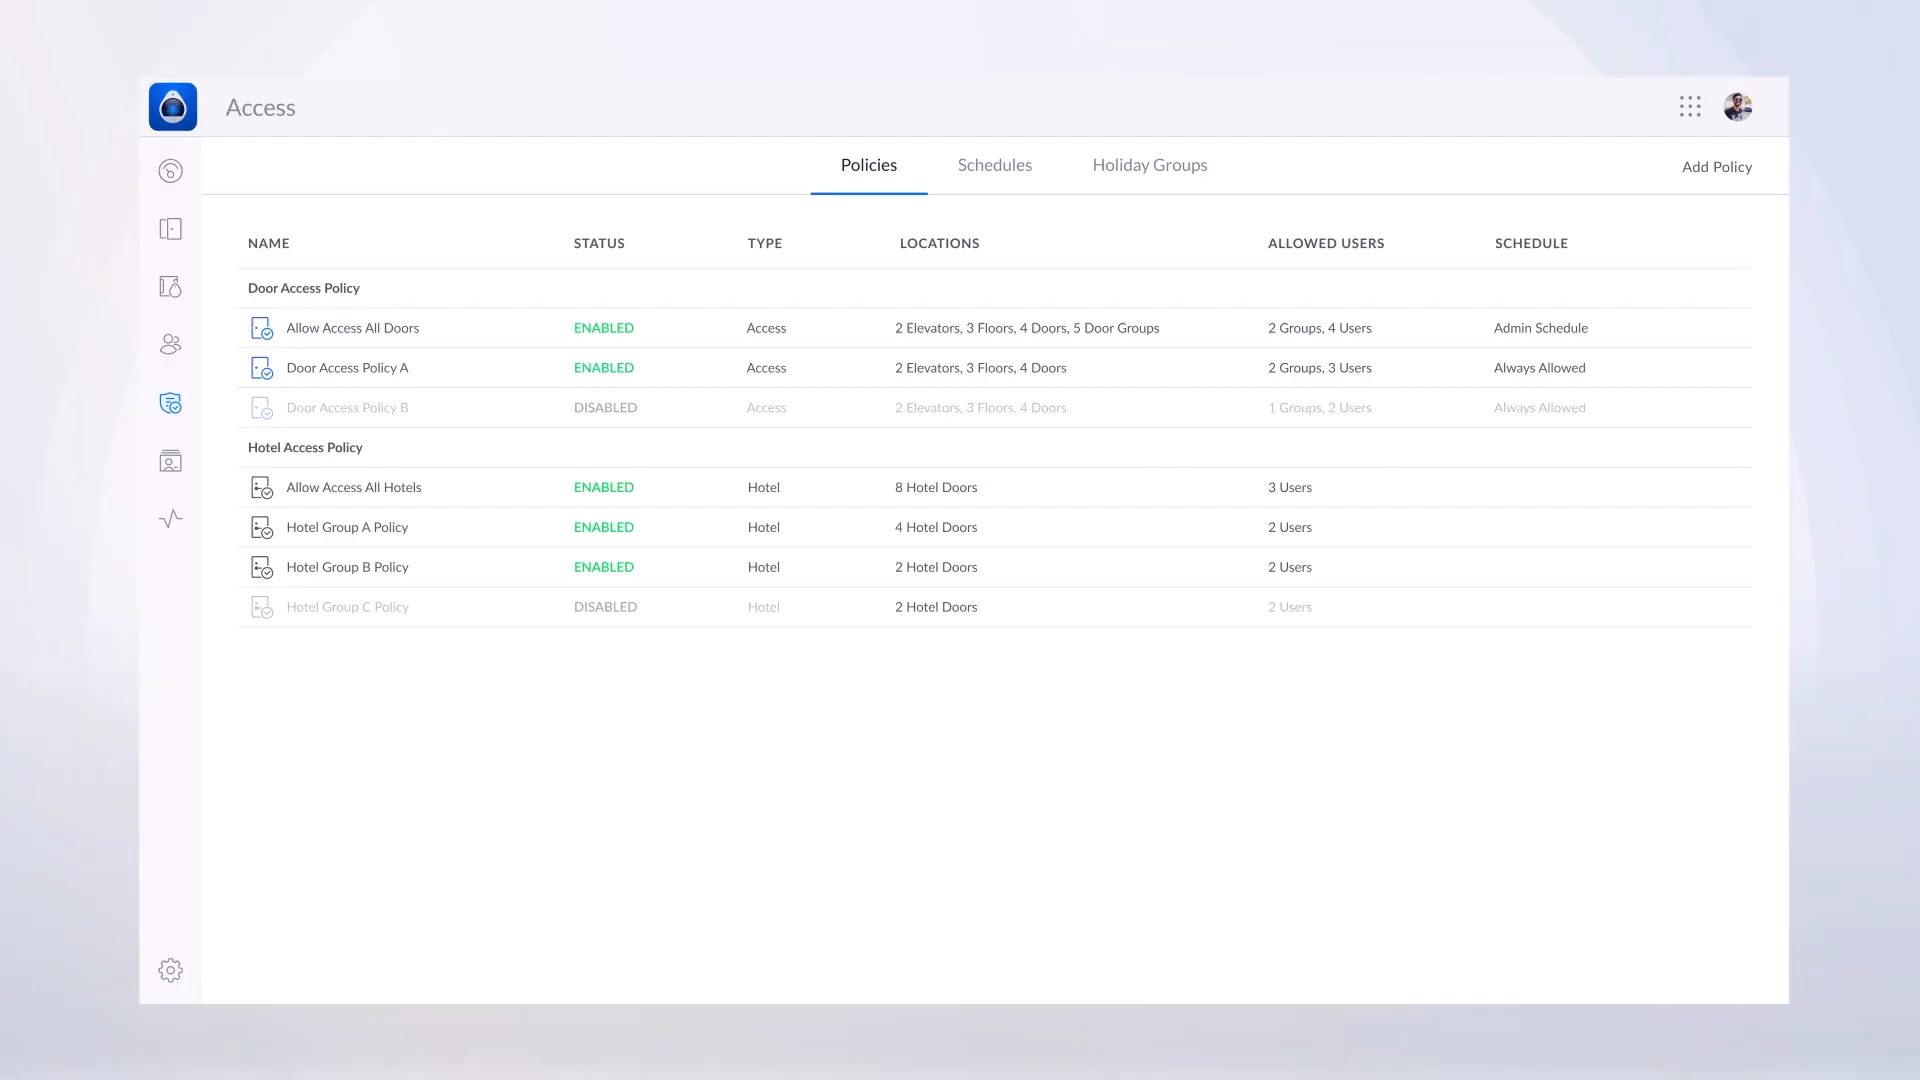 Access
Policies Schedules Holiday Groups Add Policy
NAME STATUS TYPE LOCATIONS ALLOWED USERS SCHEDULE
Door Access Policy
Allow Access All Doors ENABLED Access 2 Elevators, 3 Floors, 4 Doors, 5 Door Groups 2 Groups, 4 Users Admin Schedule
Door Access Policy A ENABLED Access 2 Elevators, 3 Floors, 4 Doors 2 Groups, 3 Users Always Allowed
Door Access Policy B DISABLED Access 2 Elevators, 3 Floors, 4 Doors 1 Groups, 2 Users Always Allowed
Hotel Access Policy
Allow Access All Hotels ENABLED Hotel 8 Hotel Doors 3 Users
Hotel Group A Policy ENABLED Hotel 4 Hotel Doors 2 Users
Hotel Group B Policy ENABLED Hotel 2 Hotel Doors 2 Users
Hotel Group C Policy DISABLED Hotel 2 Hotel Doors 2 Users